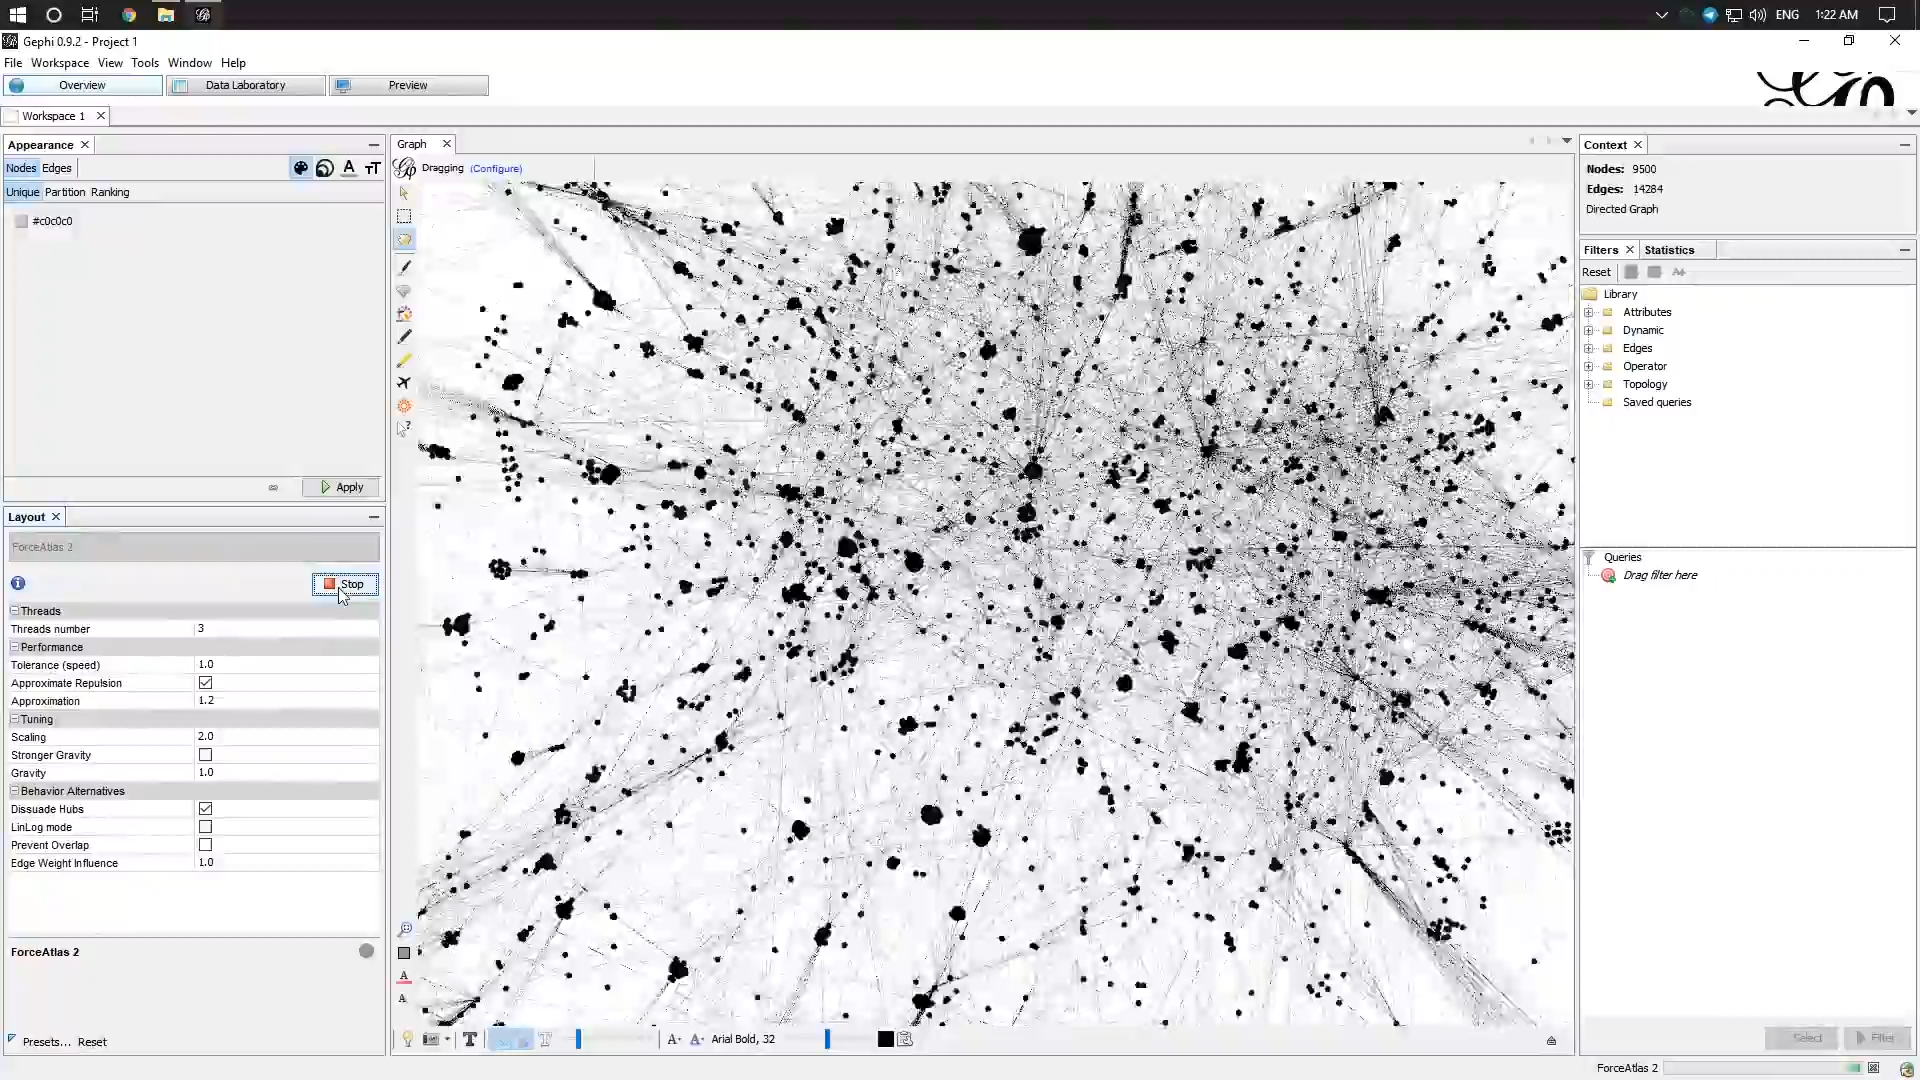 ENG
1:22 AM
Gephi 0.9.2 - Project 1
File Workspace View Tools Window Help
Overview
Data Laboratory
Preview
Workspace 1
Appearance
Nodes Edges
Unique Partition Ranking
#c0c0c0
Apply
Layout
ForceAtlas 2
Stop
Threads
Threads number 3
Performance
Tolerance (speed) 1.0
Approximate Repulsion
Approximation 1.2
Tuning
Scaling 2.0
Stronger Gravity
Gravity 1.0
Behavior Alternatives
Dissuade Hubs
LinLog mode
Prevent Overlap
Edge Weight Influence 1.0
ForceAtlas 2
Presets... Reset
Graph
Dragging (Configure)
Arial Bold, 32
Context
Nodes: 9500
Edges: 14284
Directed Graph
Filters
Statistics
Reset
Library
Attributes
Dynamic
Edges
Operator
Topology
Saved queries
Queries
Drag filter here
Select
Filter
ForceAtlas 2